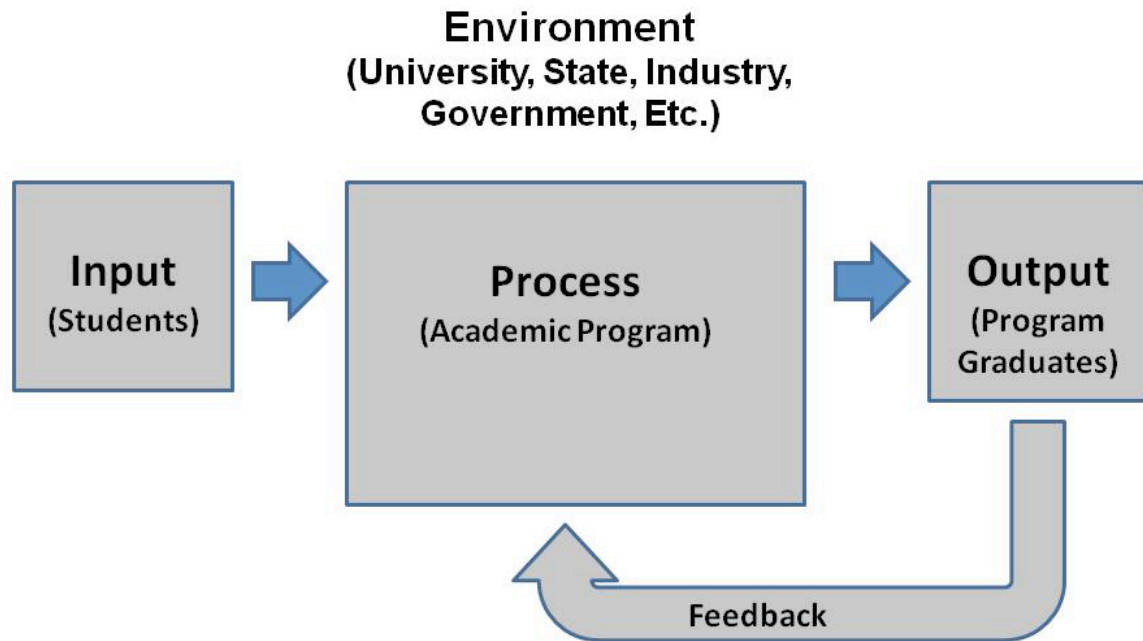 Environment
(University, State, Industry,
Government, Etc.)
Input
(Students)
Process
(Academic Program)
Output
(Program
Graduates)
Feedback